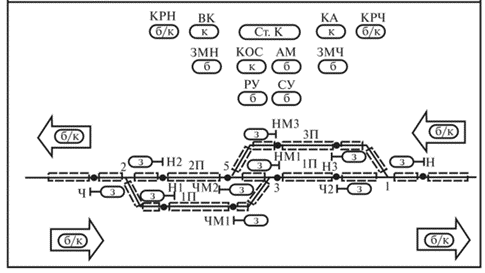 КРН ВК КА КРЧ
б/к к Ст. К к б/к
ЗМН КОС АМ ЗМЧ
б к б б
РУ СУ
б б
НМ3
б/к з 3П б/к
2 з Н2 2П 5 з НМ1 1П Н3 з з Н
Ч з з Н1 1П ЧМ2 з 3 Ч2 з 1
ЧМ1 з
б/к б/к